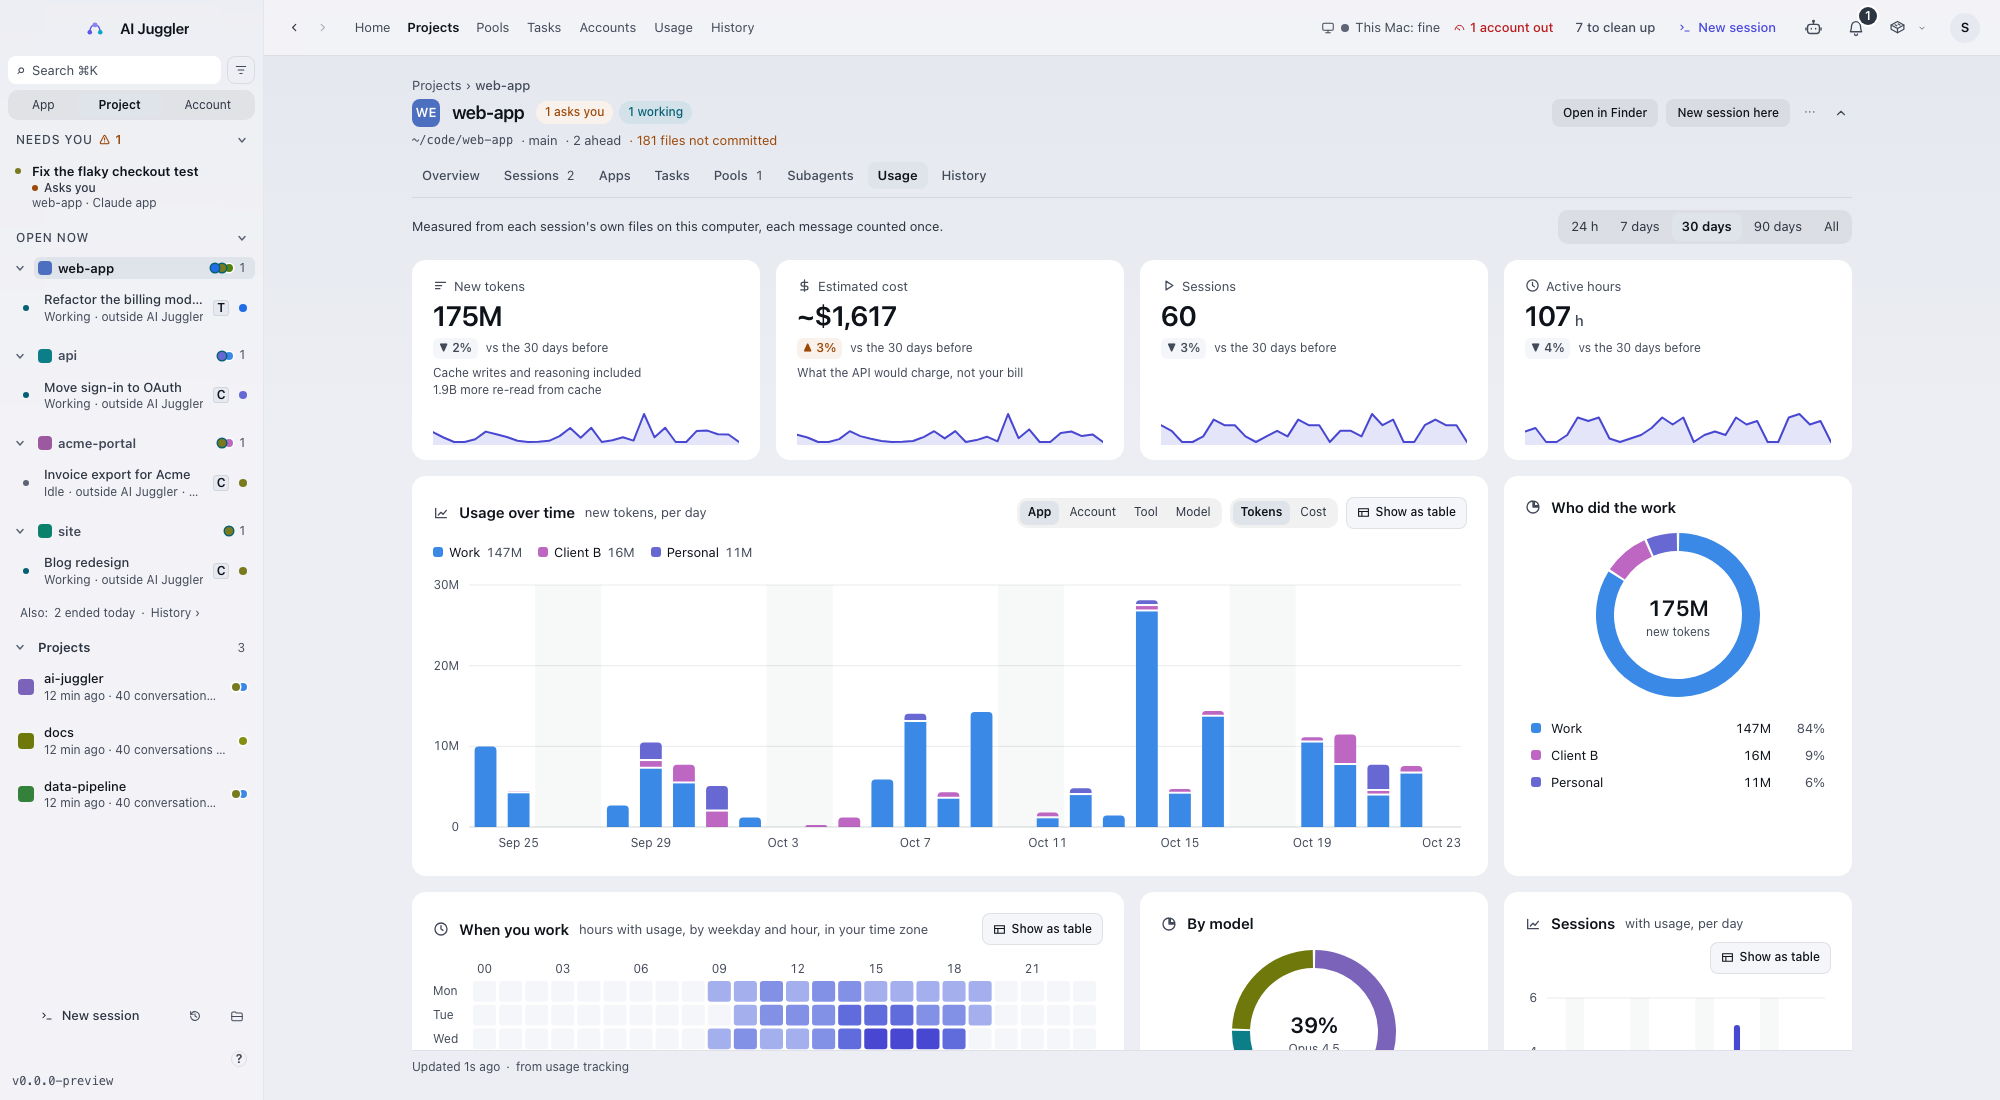 AI Juggler
Search ⌘K
App Project Account
NEEDS YOU 1
Fix the flaky checkout test
Asks you
web-app · Claude app
OPEN NOW
web-app 1
Refactor the billing mod... T
Working · outside AI Juggler
api 1
Move sign-in to OAuth C
Working · outside AI Juggler
acme-portal 1
Invoice export for Acme C
Idle · outside AI Juggler · ...
site 1
Blog redesign C
Working · outside AI Juggler
Also: 2 ended today · History ›
Projects 3
ai-juggler
12 min ago · 40 conversation...
docs
12 min ago · 40 conversations ...
data-pipeline
12 min ago · 40 conversation...
New session
?
v0.0.0-preview
Home Projects Pools Tasks Accounts Usage History
This Mac: fine 1 account out 7 to clean up New session 1 S
Projects › web-app
WE web-app 1 asks you 1 working
Open in Finder New session here ...
~/code/web-app · main · 2 ahead · 181 files not committed
Overview Sessions 2 Apps Tasks Pools 1 Subagents Usage History
Measured from each session's own files on this computer, each message counted once.
24 h 7 days 30 days 90 days All
New tokens
175M
▼ 2% vs the 30 days before
Cache writes and reasoning included
1.9B more re-read from cache
Estimated cost
~$1,617
▲ 3% vs the 30 days before
What the API would charge, not your bill
Sessions
60
▼ 3% vs the 30 days before
Active hours
107 h
▼ 4% vs the 30 days before
Usage over time new tokens, per day
App Account Tool Model Tokens Cost Show as table
Work 147M Client B 16M Personal 11M
30M
20M
10M
0
Sep 25 Sep 29 Oct 3 Oct 7 Oct 11 Oct 15 Oct 19 Oct 23
Who did the work
175M
new tokens
Work 147M 84%
Client B 16M 9%
Personal 11M 6%
When you work hours with usage, by weekday and hour, in your time zone
Show as table
00 03 06 09 12 15 18 21
Mon
Tue
Wed
By model
39%
Opus 4.5
Sessions with usage, per day
Show as table
6
4
Updated 1s ago · from usage tracking